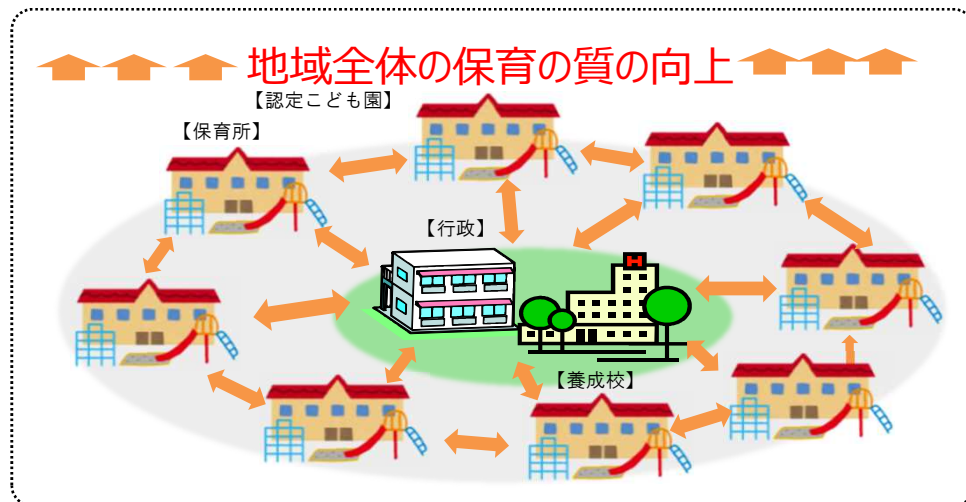 地域全体の保育の質の向上
【認定こども園】
【保育所】
【行政】
H
【養成校】